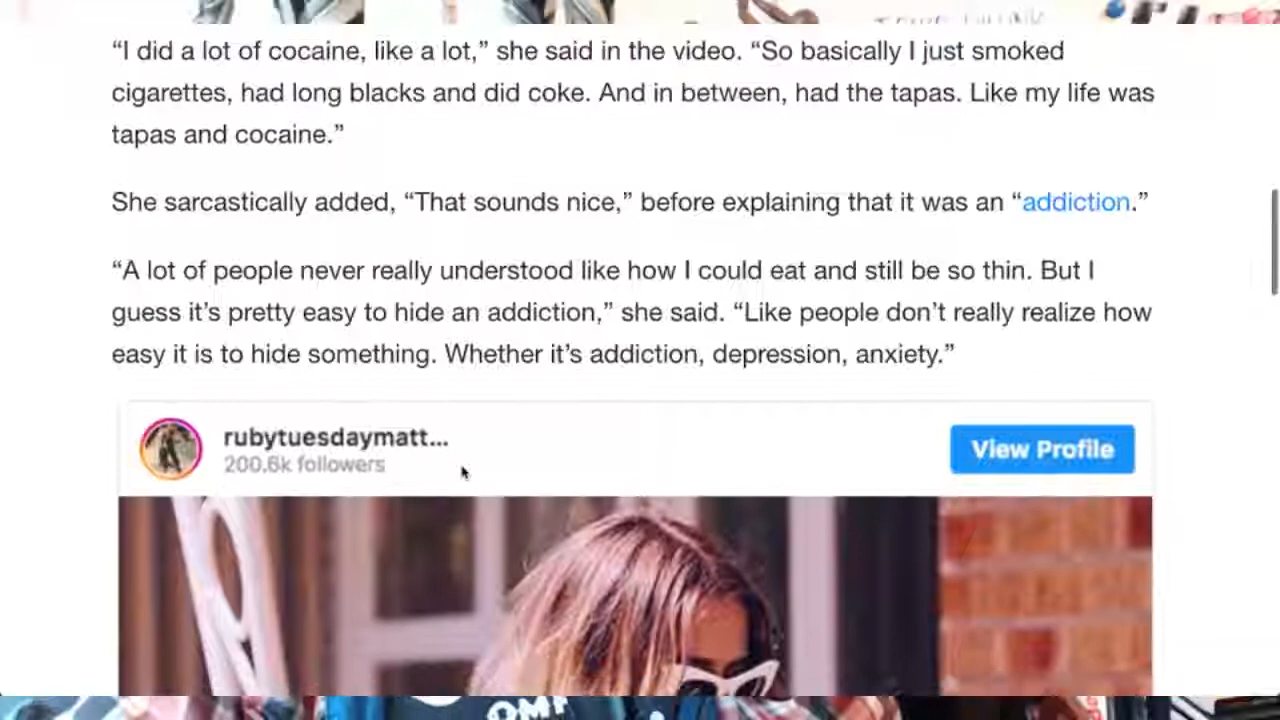 “I did a lot of cocaine, like a lot,” she said in the video. “So basically I just smoked
cigarettes, had long blacks and did coke. And in between, had the tapas. Like my life was
tapas and cocaine.”
She sarcastically added, “That sounds nice,” before explaining that it was an “addiction.”
“A lot of people never really understood like how I could eat and still be so thin. But I
guess it’s pretty easy to hide an addiction,” she said. “Like people don’t really realize how
easy it is to hide something. Whether it’s addiction, depression, anxiety.”
rubytuesdaymatt...
200.6k followers
View Profile